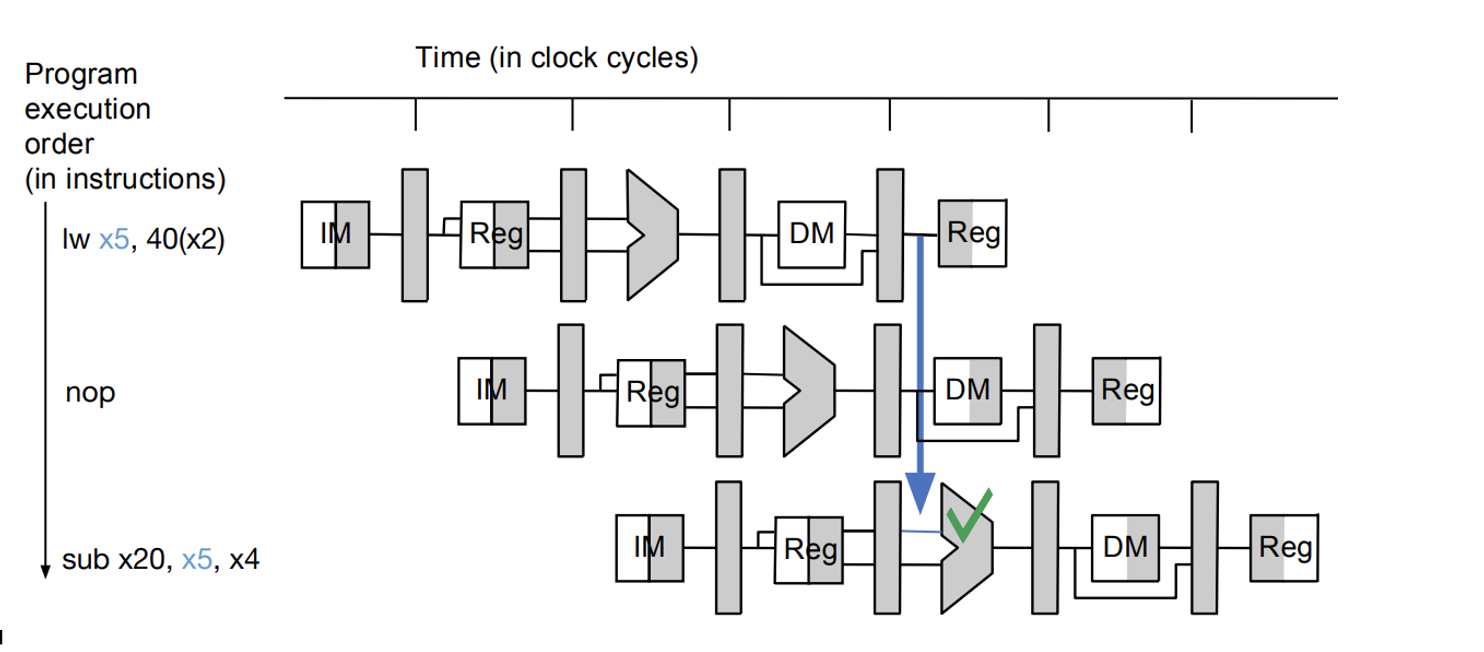 Time (in clock cycles)
Program
execution
order
(in instructions)
lw x5, 40(x2)
IM
Reg
DM
Reg
nop
IM
Reg
DM
Reg
sub x20, x5, x4
IM
Reg
DM
Reg